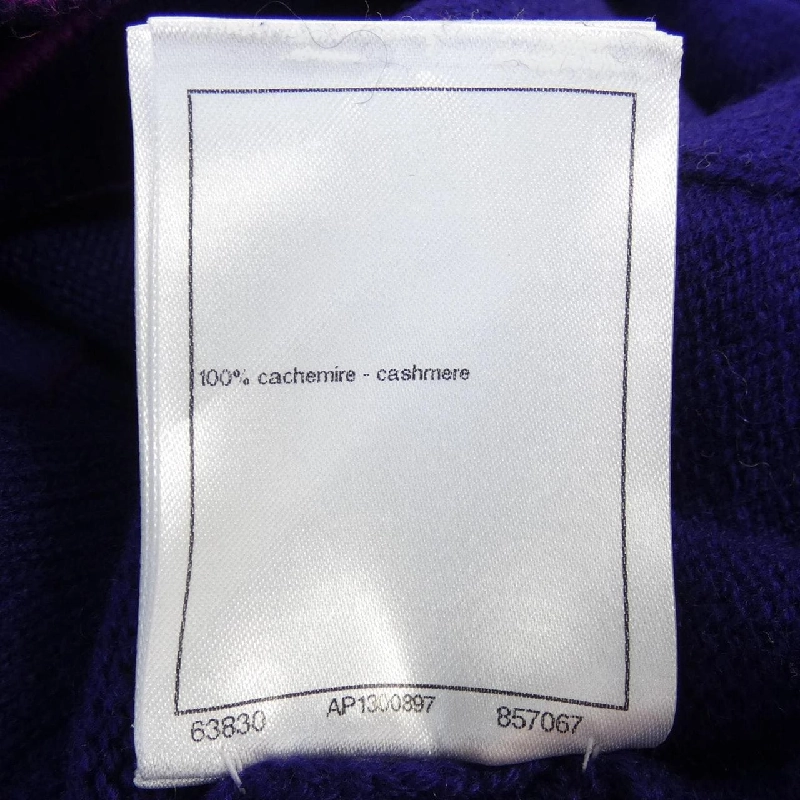 100% cachemire - cashmere
63830 AP1300897 857067